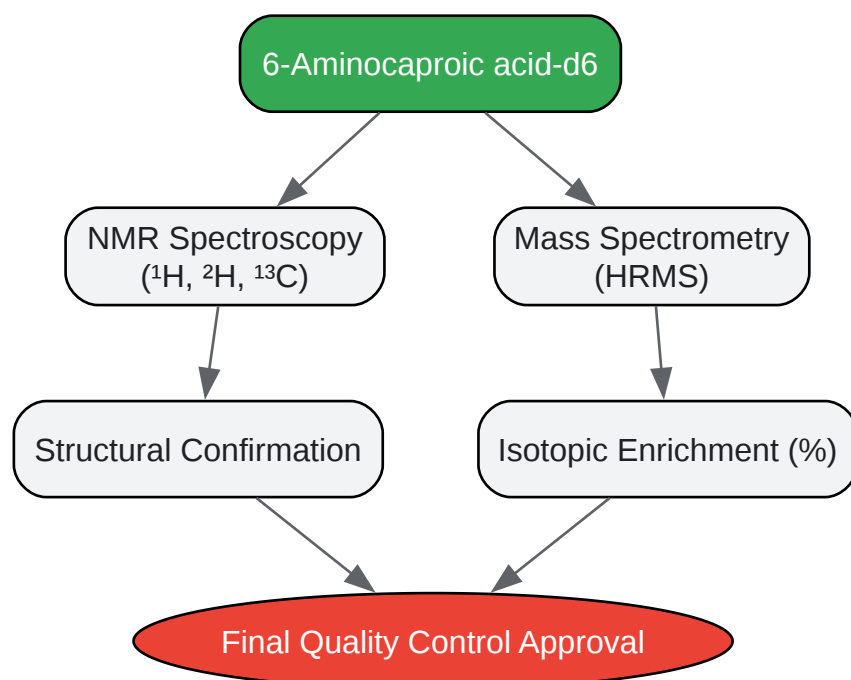 6-Aminocaproic acid-d6
NMR Spectroscopy
(¹H, ²H, ¹³C)
Mass Spectrometry
(HRMS)
Structural Confirmation
Isotopic Enrichment (%)
Final Quality Control Approval